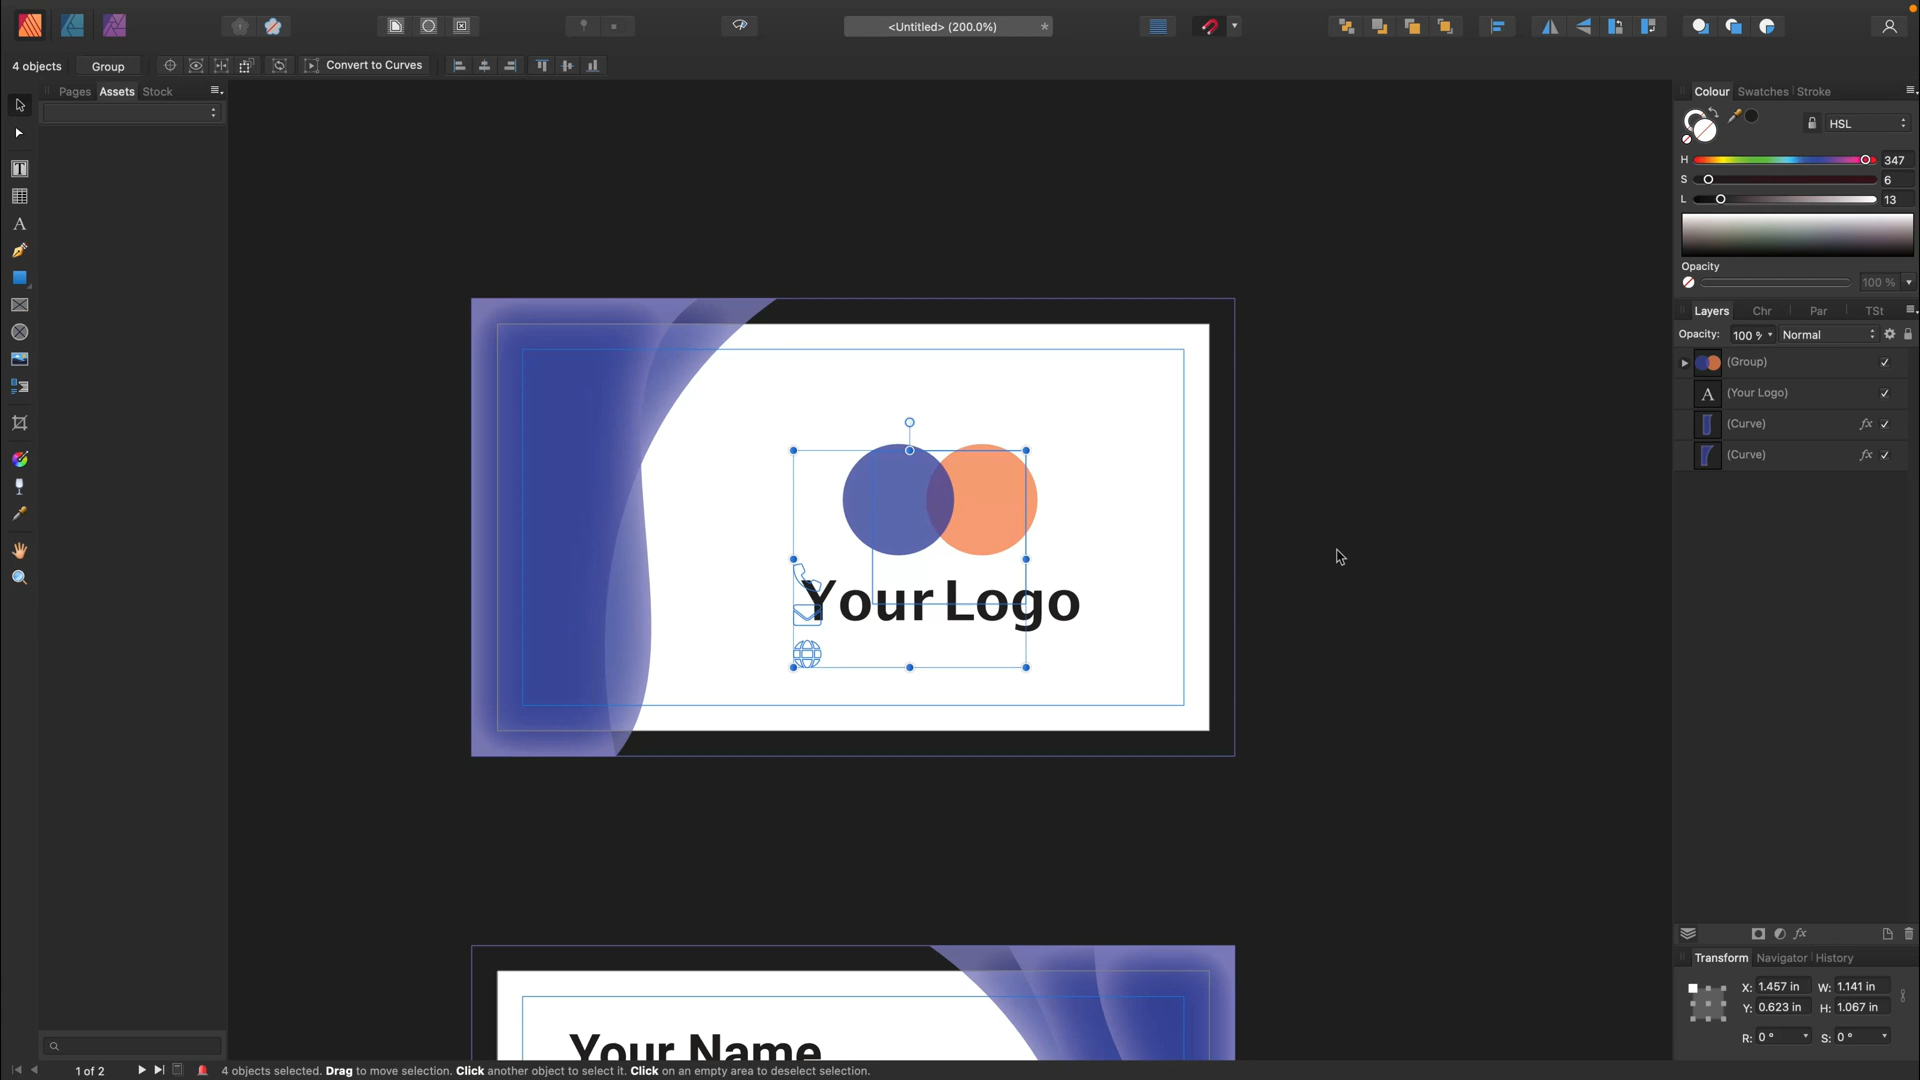 <Untitled> (200.0%)
*
4 objects
Group
Convert to Curves
Pages
Assets
Stock
Colour
Swatches
Stroke
HSL
H
347
S
6
L
13
Opacity
100 %
Layers
Chr
Par
TSt
Opacity:
100 %
Normal
(Group)
A
(Your Logo)
(Curve)
fx
(Curve)
fx
Your Logo
Your Name
fx
Transform
Navigator
History
X:
1.457 in
W:
1.141 in
Y:
0.623 in
H:
1.067 in
R:
0 °
S:
0 °
1 of 2
4 objects selected. Drag to move selection. Click another object to select it. Click on an empty area to deselect selection.